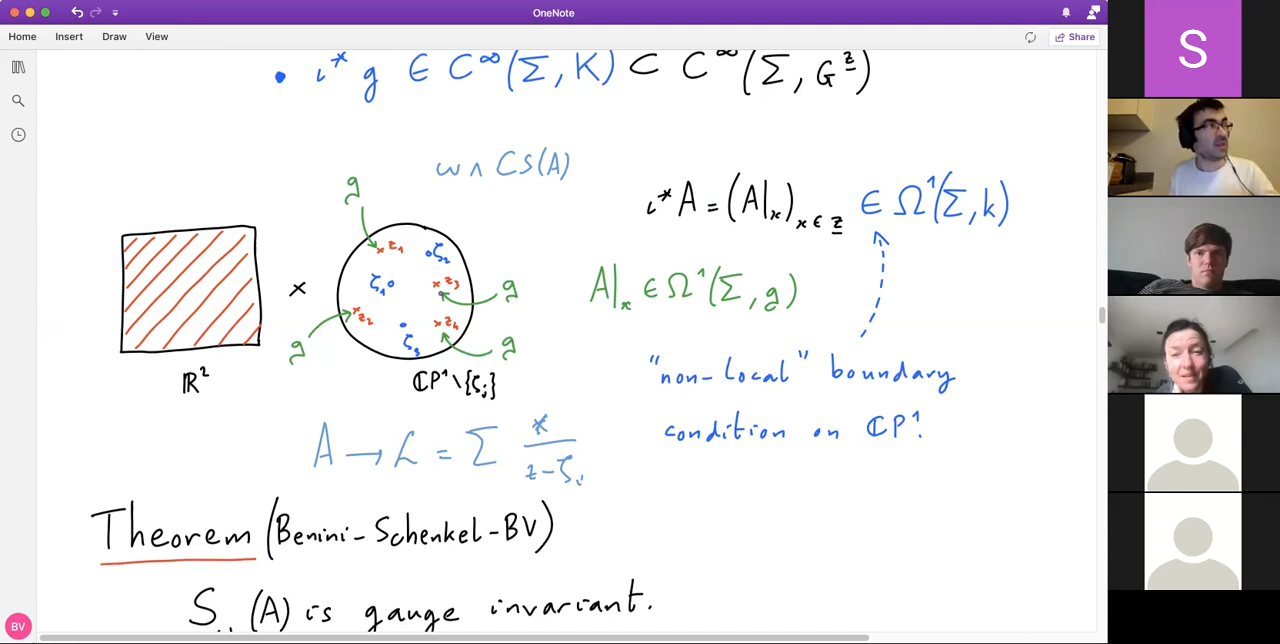 OneNote
Home Insert Draw View Share
• ι* g ∈ C^∞(Σ, K) ⊂ C^∞(Σ, G^z)
ω ∧ CS(A)
g
ι*A = (A|ₓ)_{x ∈ z} ∈ Ω¹(Σ, k)
× z₁
ζ₂
ζ₁
× z₃
g
× z₂
× z₄
ζ₃
g
g
×
A|ₓ ∈ Ω¹(Σ, g)
ℝ²
ℂP¹\{ζᵢ}
"non-local" boundary
condition on ℂP¹.
A → ℒ = Σ * / z - ζᵢ
Theorem (Benini-Schenkel-BV)
S (A) is gauge invariant.
BV
S